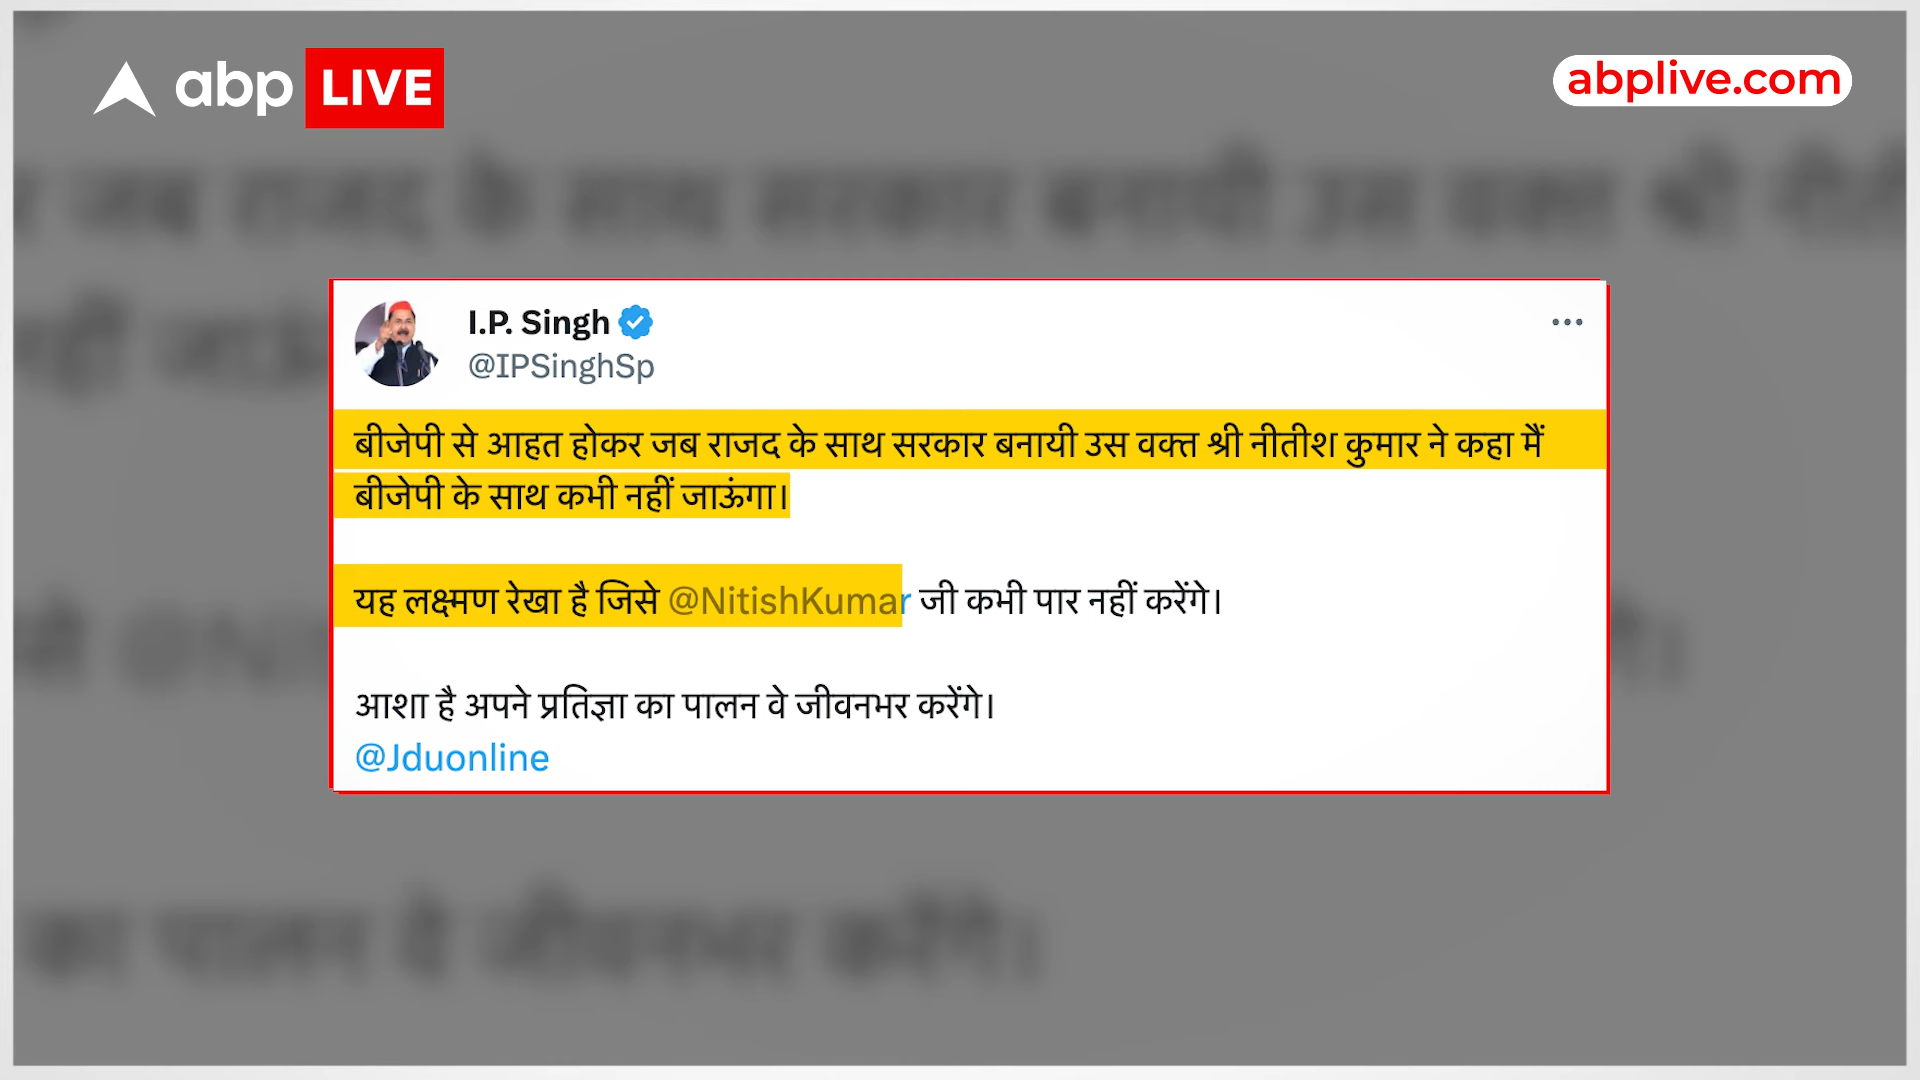 abp LIVE
abplive.com
I.P. Singh
@IPSinghSp
बीजेपी से आहत होकर जब राजद के साथ सरकार बनायी उस वक्त श्री नीतीश कुमार ने कहा मैं
बीजेपी के साथ कभी नहीं जाऊंगा।
यह लक्ष्मण रेखा है जिसे @NitishKumar जी कभी पार नहीं करेंगे।
आशा है अपने प्रतिज्ञा का पालन वे जीवनभर करेंगे।
@Jduonline